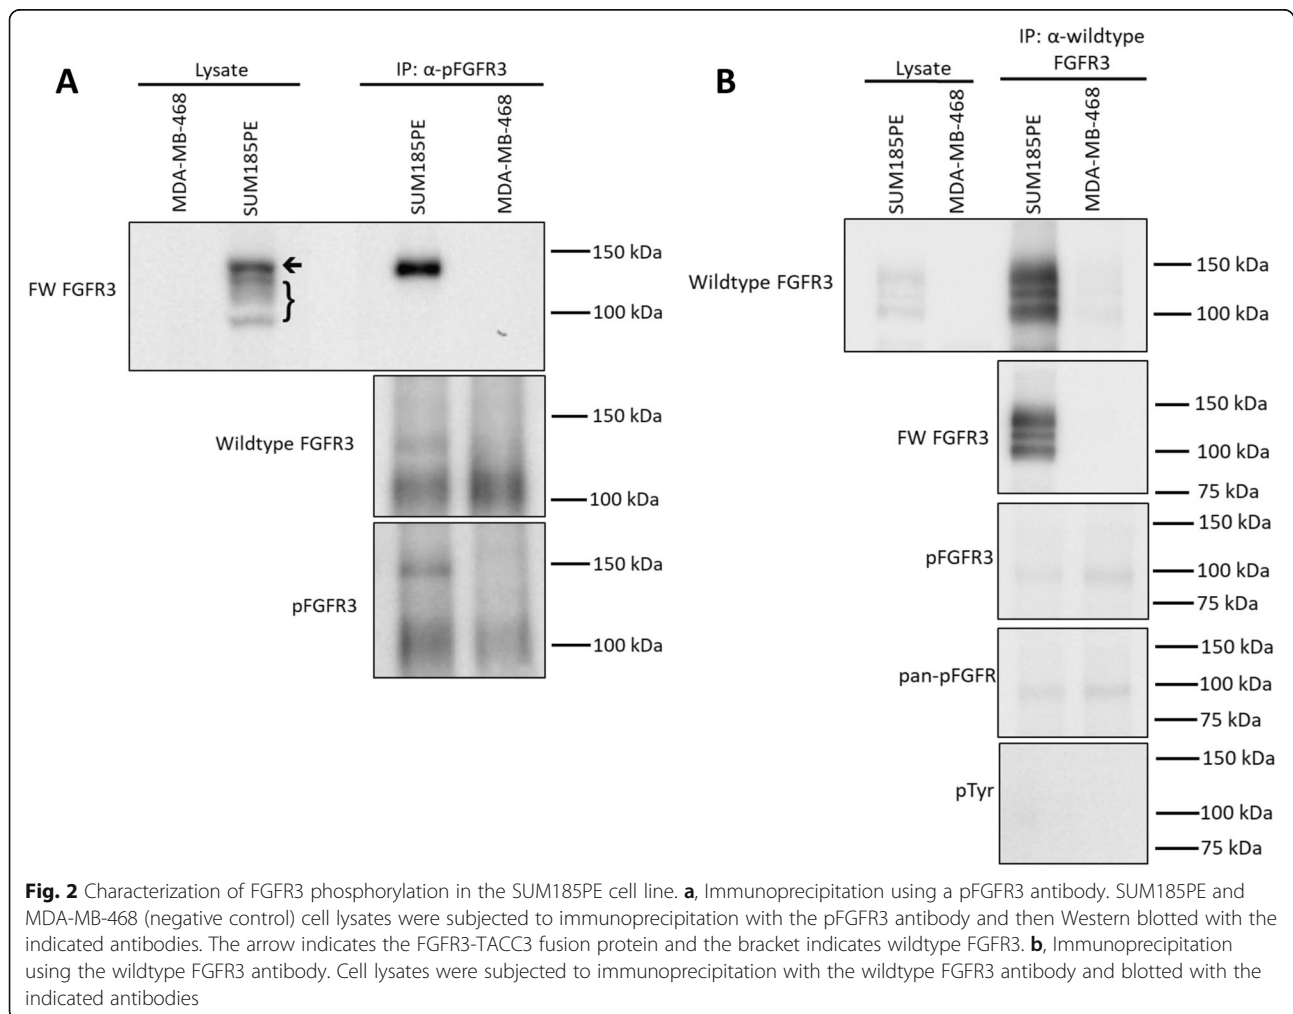 A
Lysate
IP: α-pFGFR3
MDA-MB-468
SUM185PE
SUM185PE
MDA-MB-468
FW FGFR3
150 kDa
100 kDa
Wildtype FGFR3
150 kDa
100 kDa
pFGFR3
150 kDa
100 kDa
B
Lysate
IP: α-wildtype
FGFR3
SUM185PE
MDA-MB-468
SUM185PE
MDA-MB-468
Wildtype FGFR3
150 kDa
100 kDa
FW FGFR3
150 kDa
100 kDa
75 kDa
pFGFR3
150 kDa
100 kDa
75 kDa
pan-pFGFR
150 kDa
100 kDa
75 kDa
pTyr
150 kDa
100 kDa
75 kDa
Fig. 2 Characterization of FGFR3 phosphorylation in the SUM185PE cell line. a, Immunoprecipitation using a pFGFR3 antibody. SUM185PE and
MDA-MB-468 (negative control) cell lysates were subjected to immunoprecipitation with the pFGFR3 antibody and then Western blotted with the
indicated antibodies. The arrow indicates the FGFR3-TACC3 fusion protein and the bracket indicates wildtype FGFR3. b, Immunoprecipitation
using the wildtype FGFR3 antibody. Cell lysates were subjected to immunoprecipitation with the wildtype FGFR3 antibody and blotted with the
indicated antibodies